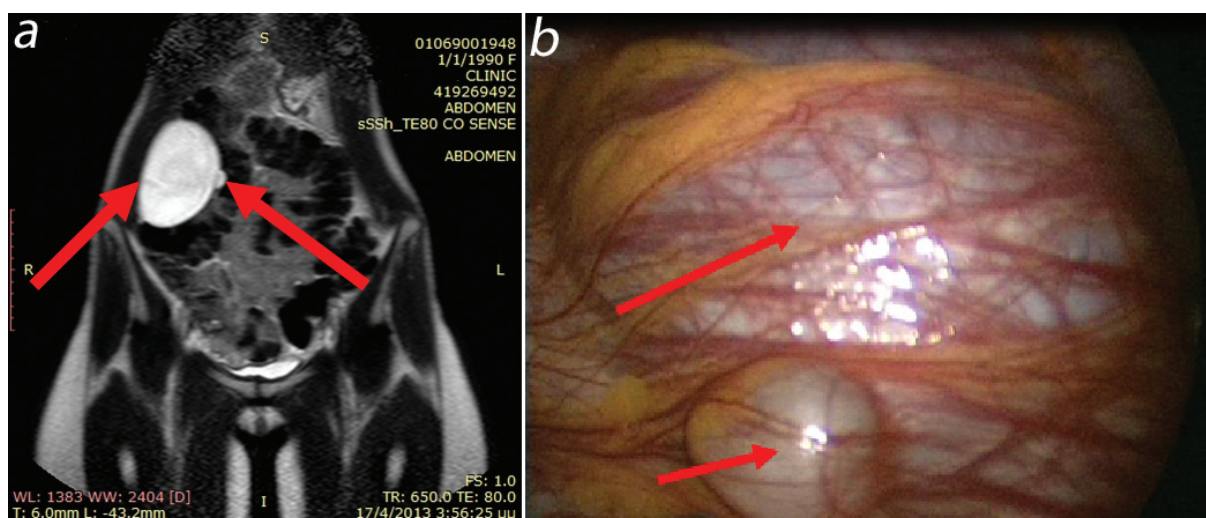 a
S
01069001948
1/1/1990 F
CLINIC
419269492
ABDOMEN
sSSh_TE80 CO SENSE
ABDOMEN
R
L
I
WL: 1383 WW: 2404 [D]
T: 6.0mm L: -43.2mm
FS: 1.0
TR: 650.0 TE: 80.0
17/4/2013 3:56:25 μμ
b